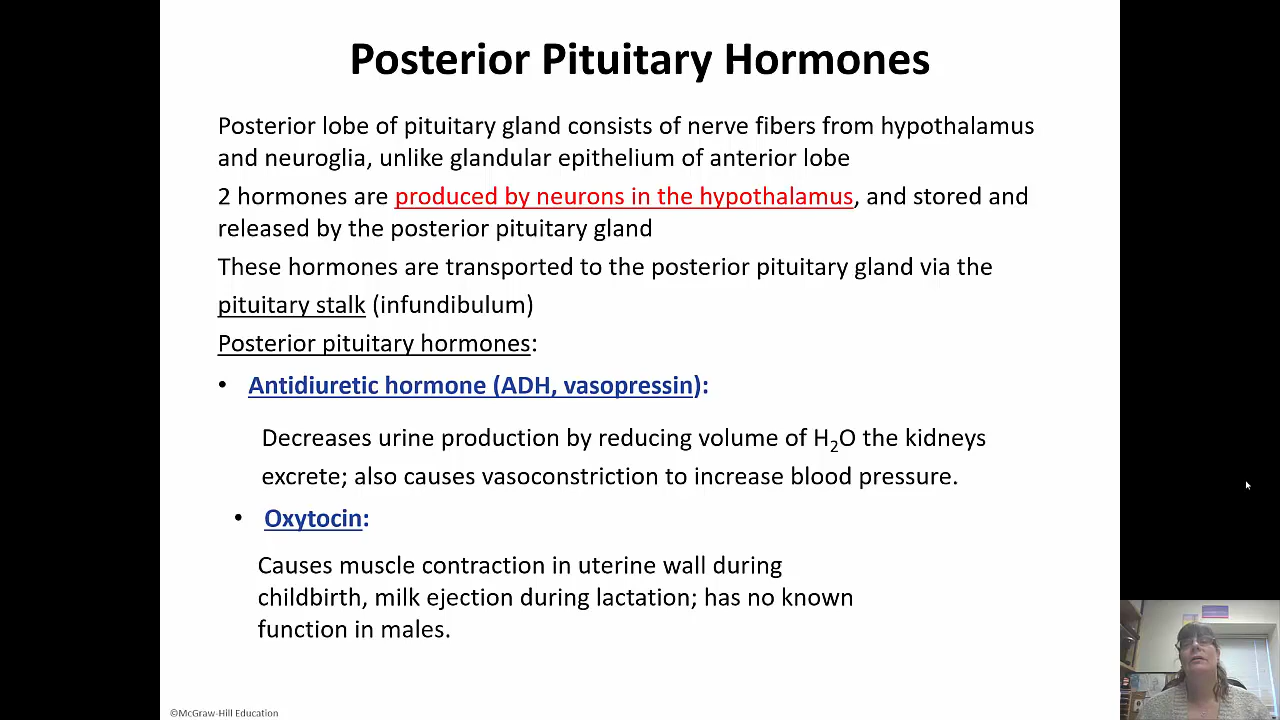 Posterior Pituitary Hormones
Posterior lobe of pituitary gland consists of nerve fibers from hypothalamus
and neuroglia, unlike glandular epithelium of anterior lobe
2 hormones are produced by neurons in the hypothalamus, and stored and
released by the posterior pituitary gland
These hormones are transported to the posterior pituitary gland via the
pituitary stalk (infundibulum)
Posterior pituitary hormones:
• Antidiuretic hormone (ADH, vasopressin):
Decreases urine production by reducing volume of H₂O the kidneys
excrete; also causes vasoconstriction to increase blood pressure.
• Oxytocin:
Causes muscle contraction in uterine wall during
childbirth, milk ejection during lactation; has no known
function in males.
©McGraw-Hill Education